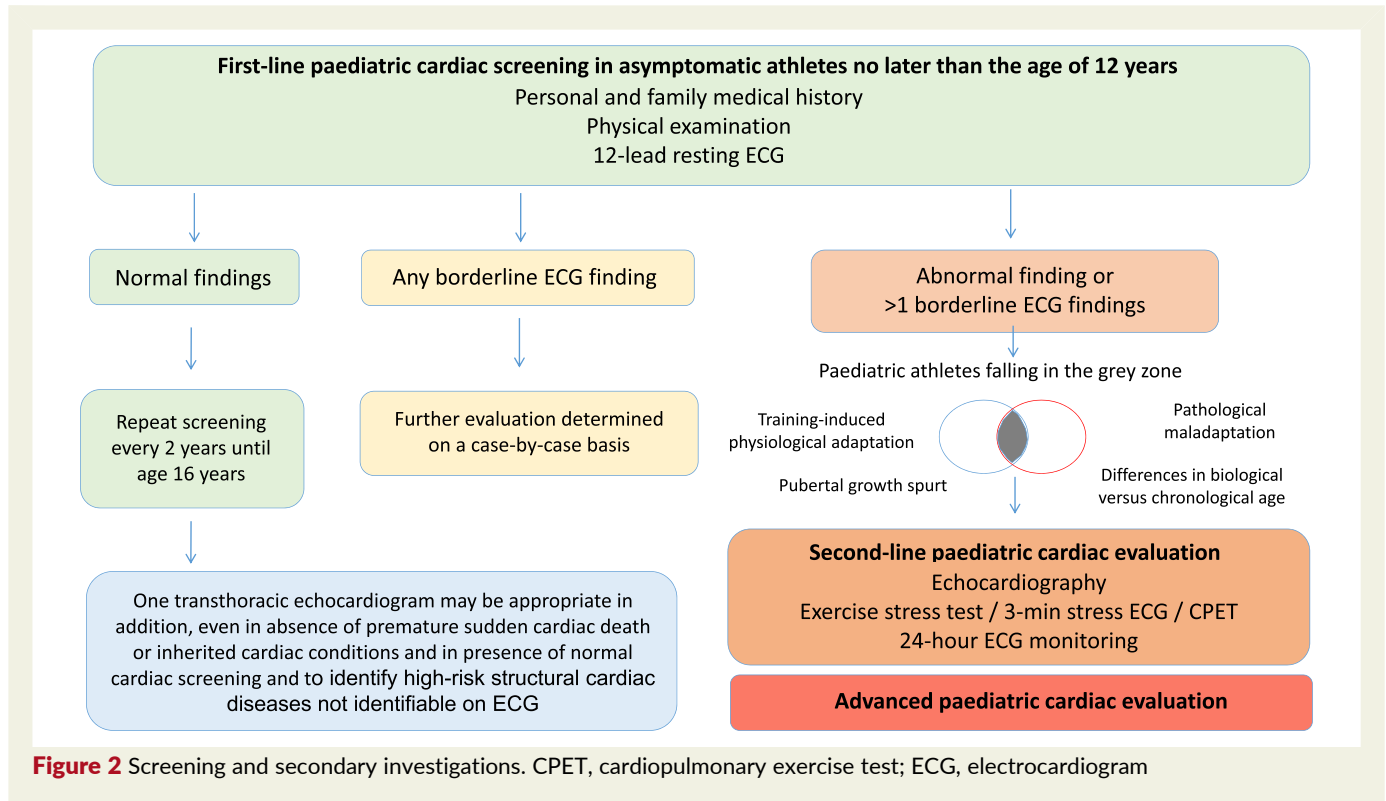 First-line paediatric cardiac screening in asymptomatic athletes no later than the age of 12 years
Personal and family medical history
Physical examination
12-lead resting ECG
Normal findings
Any borderline ECG finding
Abnormal finding or
>1 borderline ECG findings
Repeat screening
every 2 years until
age 16 years
Further evaluation determined
on a case-by-case basis
Paediatric athletes falling in the grey zone
Training-induced
physiological adaptation
Pathological
maladaptation
Pubertal growth spurt
Differences in biological
versus chronological age
One transthoracic echocardiogram may be appropriate in
addition, even in absence of premature sudden cardiac death
or inherited cardiac conditions and in presence of normal
cardiac screening and to identify high-risk structural cardiac
diseases not identifiable on ECG
Second-line paediatric cardiac evaluation
Echocardiography
Exercise stress test / 3-min stress ECG / CPET
24-hour ECG monitoring
Advanced paediatric cardiac evaluation
Figure 2 Screening and secondary investigations. CPET, cardiopulmonary exercise test; ECG, electrocardiogram